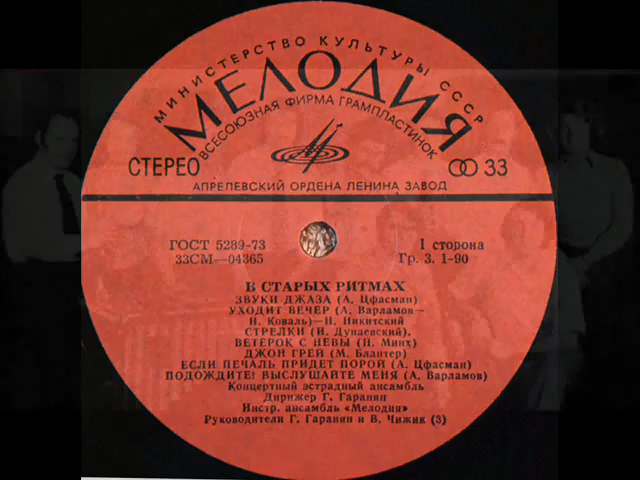 МИНИСТЕРСТВО КУЛЬТУРЫ СССР
МЕЛОДИЯ
ВСЕСОЮЗНАЯ ФИРМА ГРАМПЛАСТИНОК
СТЕРЕО 33
АПРЕЛЕВСКИЙ ОРДЕНА ЛЕНИНА ЗАВОД
ГОСТ 5289-73 1 сторона
33СМ—04365 Гр. 3. 1-90
В СТАРЫХ РИТМАХ
ЗВУКИ ДЖАЗА (А. Цфасман)
УХОДИТ ВЕЧЕР (А. Варламов—
Н. Коваль)—Н. Никитский
СТРЕЛКИ (И. Дунаевский),
ВЕТЕРОК С НЕВЫ (Н. Минх)
ДЖОН ГРЕЙ (М. Блантер)
ЕСЛИ ПЕЧАЛЬ ПРИДЕТ ПОРОЙ (А. Цфасман)
ПОДОЖДИТЕ! ВЫСЛУШАЙТЕ МЕНЯ (А. Варламов)
Концертный эстрадный ансамбль
Дирижер Г. Гаранян
Инстр. ансамбль «Мелодия»
Руководители Г. Гаранян и В. Чижик (3)